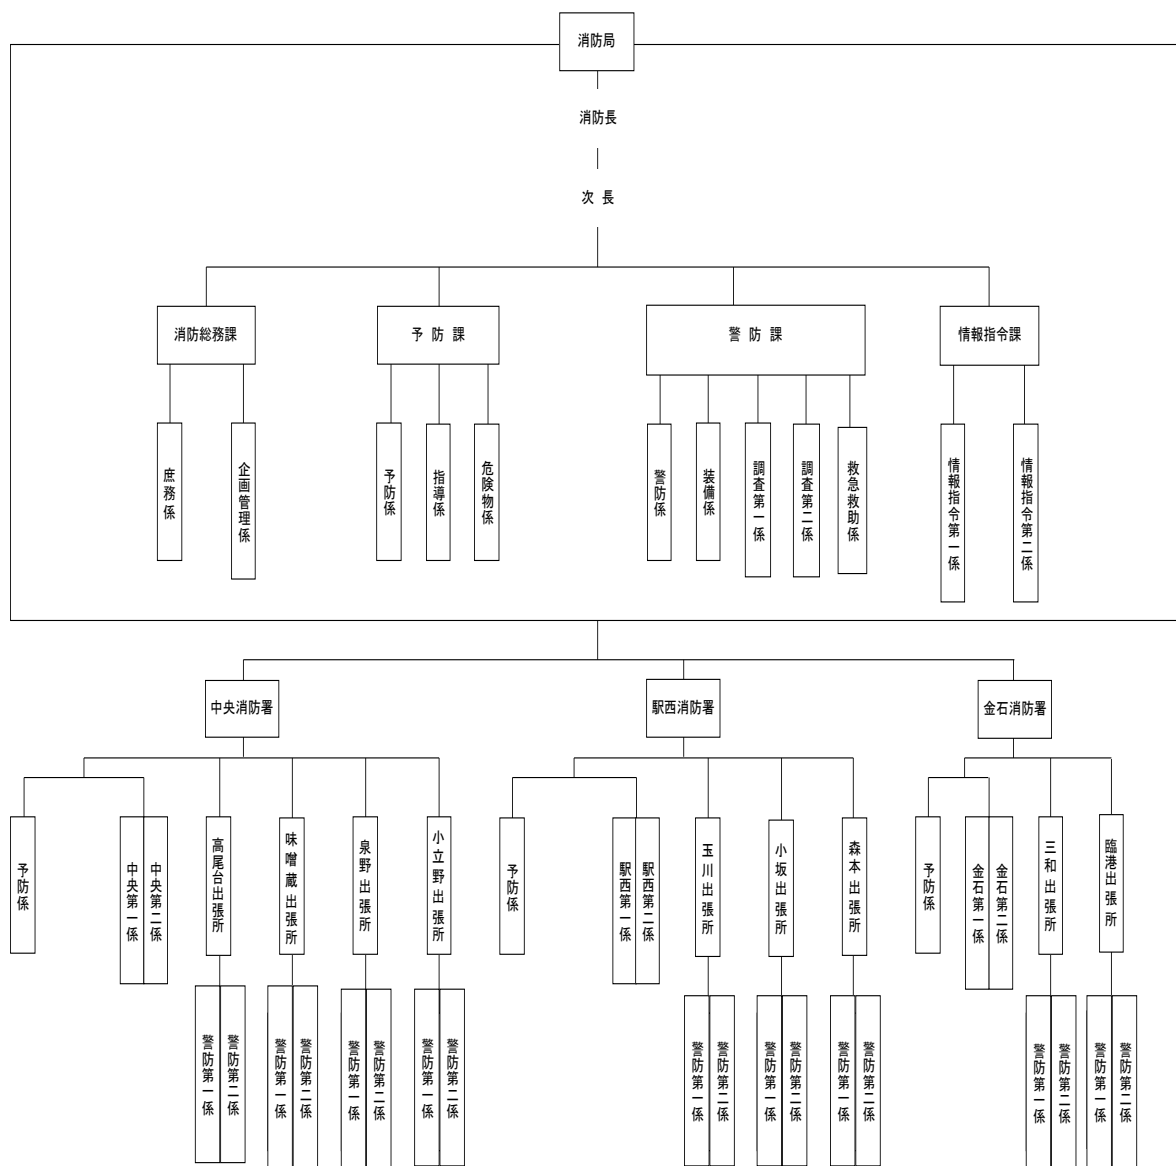 消防局
消防長
次 長
消防総務課
予 防 課
警 防 課
情報指令課
庶務係
企画管理係
予防係
指導係
危険物係
警防係
装備係
調査第一係
調査第二係
救急救助係
情報指令第一係
情報指令第二係
中央消防署
駅西消防署
金石消防署
予防係
中央第一係
中央第二係
高尾台出張所
味噌蔵出張所
泉野出張所
小立野出張所
予防係
駅西第一係
駅西第二係
玉川出張所
小坂出張所
森本出張所
予防係
金石第一係
金石第二係
三和出張所
臨港出張所
警防第一係
警防第二係
警防第一係
警防第二係
警防第一係
警防第二係
警防第一係
警防第二係
警防第一係
警防第二係
警防第一係
警防第二係
警防第一係
警防第二係
警防第一係
警防第二係
警防第一係
警防第二係